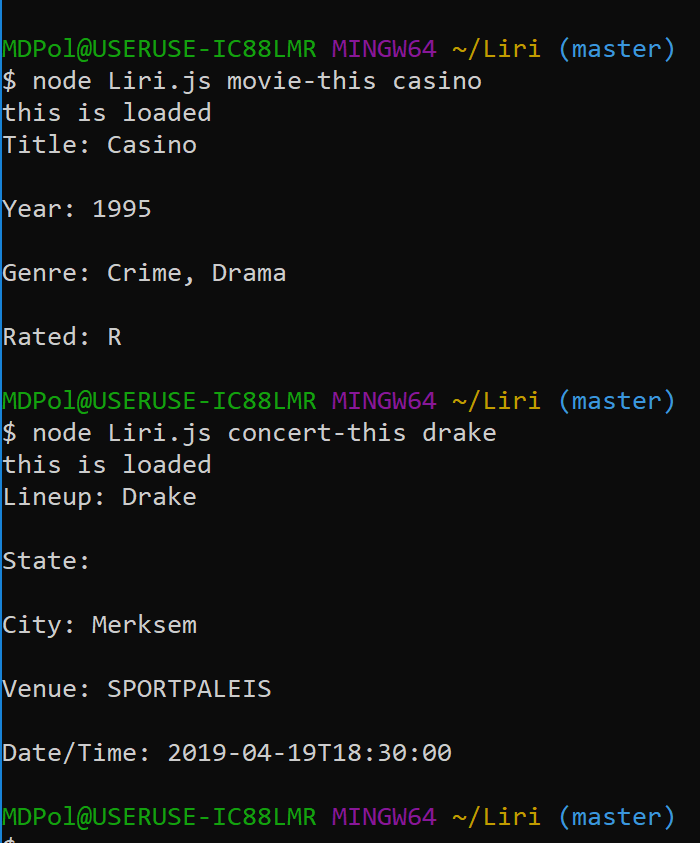 MDPol@USERUSE-IC88LMR MINGW64 ~/Liri (master)
$ node Liri.js movie-this casino
this is loaded
Title: Casino
Year: 1995
Genre: Crime, Drama
Rated: R
MDPol@USERUSE-IC88LMR MINGW64 ~/Liri (master)
$ node Liri.js concert-this drake
this is loaded
Lineup: Drake
State:
City: Merksem
Venue: SPORTPALEIS
Date/Time: 2019-04-19T18:30:00
MDPol@USERUSE-IC88LMR MINGW64 ~/Liri (master)
$